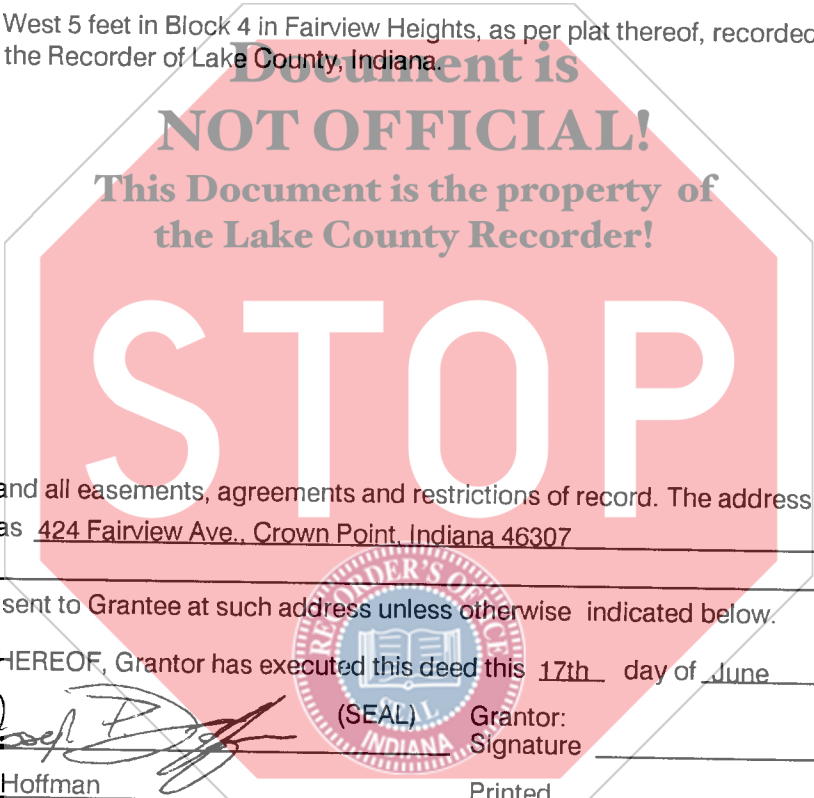 West 5 feet in Block 4 in Fairview Heights, as per plat thereof, recorded
the Recorder of Lake County, Indiana.
Document is
NOT OFFICIAL!
This Document is the property of
the Lake County Recorder!
STOP
and all easements, agreements and restrictions of record. The address
as 424 Fairview Ave., Crown Point, Indiana 46307
sent to Grantee at such address unless otherwise indicated below.
HEREOF, Grantor has executed this deed this 17th day of June
(SEAL) Grantor:
Signature
Hoffman
Printed
RECORDER'S OFFICE
SEAL
INDIANA